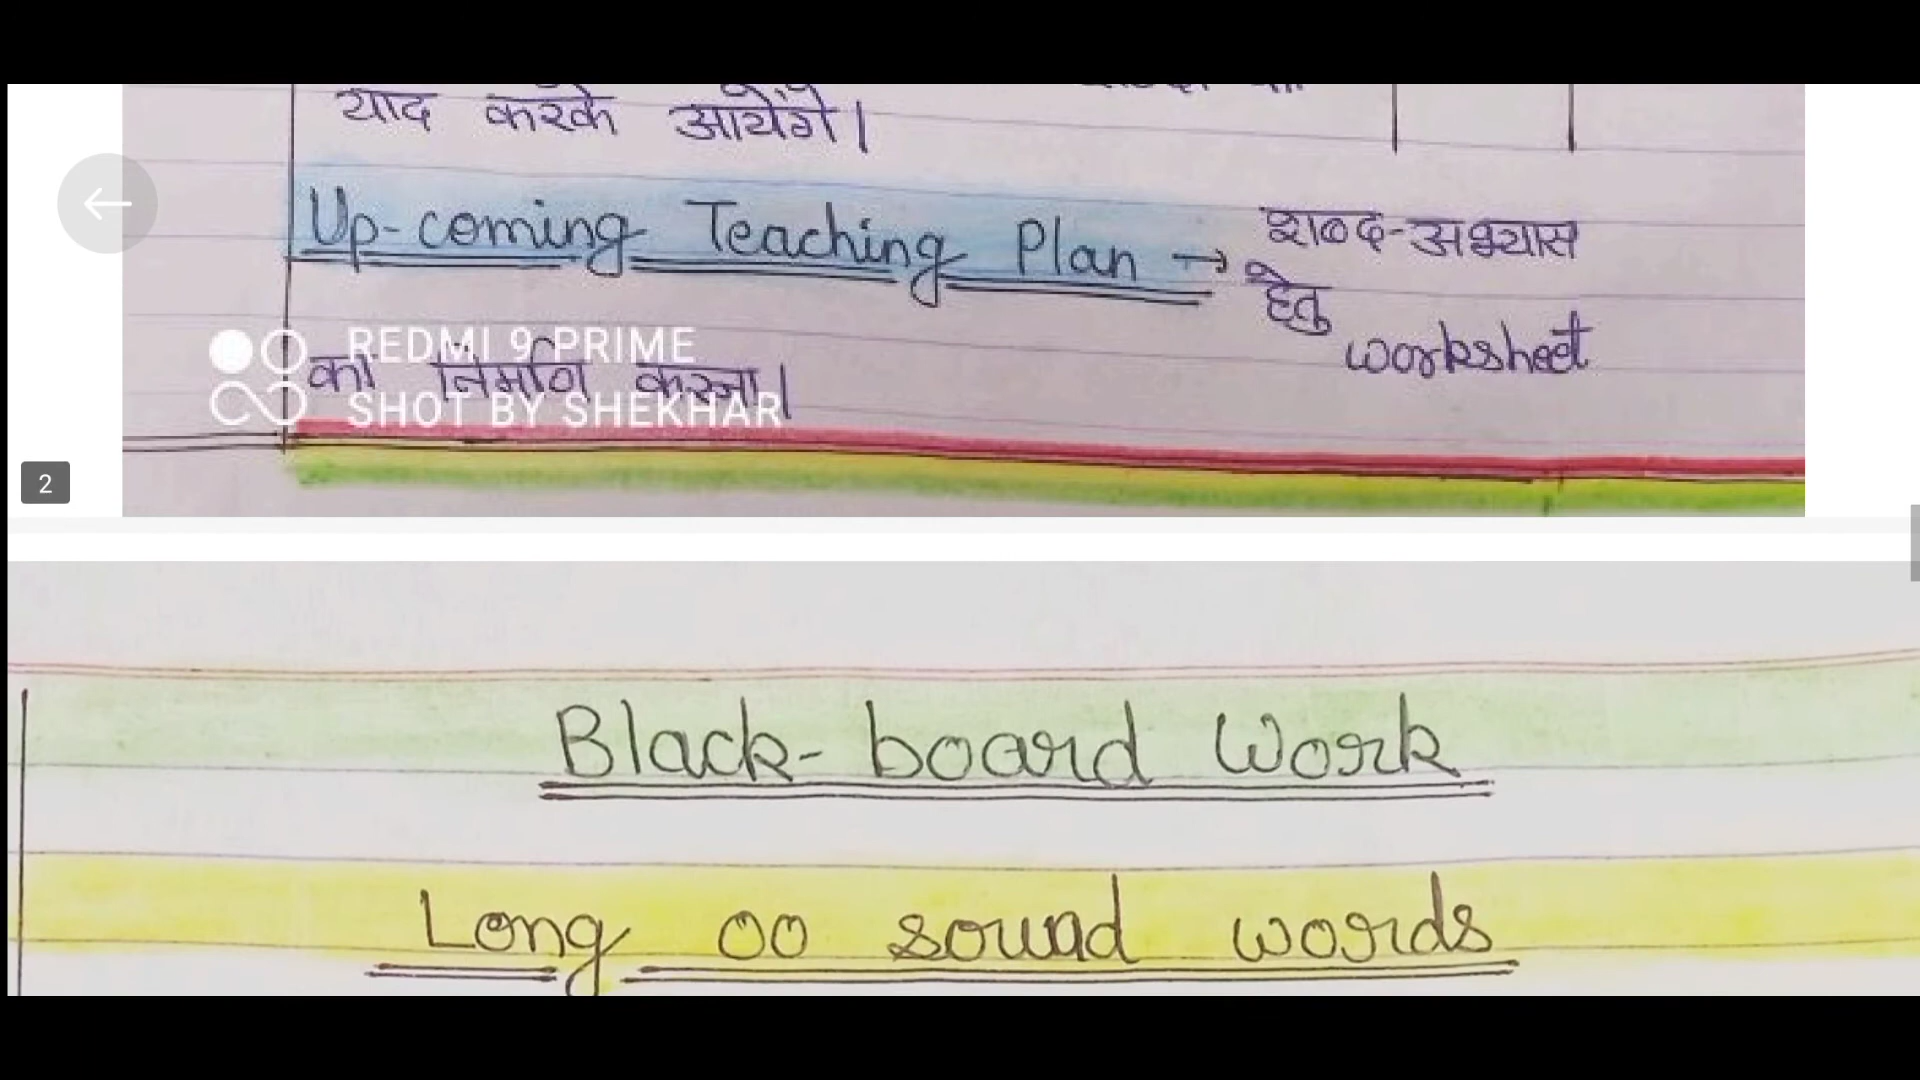 याद करके आयेंगे।
Up-coming Teaching Plan → शब्द-अभ्यास
हेतु
worksheet
REDMI 9 PRIME
का निर्माण करना।
SHOT BY SHEKHAR
2
Black-board Work
Long oo sound words